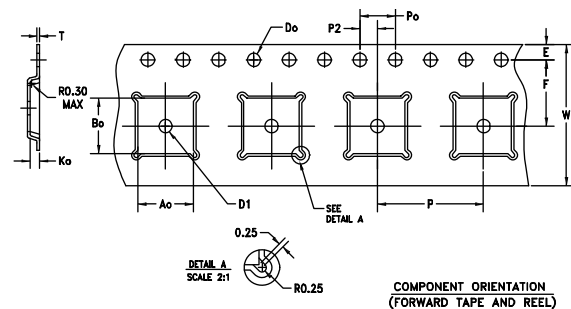 T
Do
P2
Po
E
F
W
R0.30
MAX
Bo
Ko
Ao
D1
SEE
DETAIL A
P
0.25
DETAIL A
SCALE 2:1
R0.25
COMPONENT ORIENTATION
(FORWARD TAPE AND REEL)